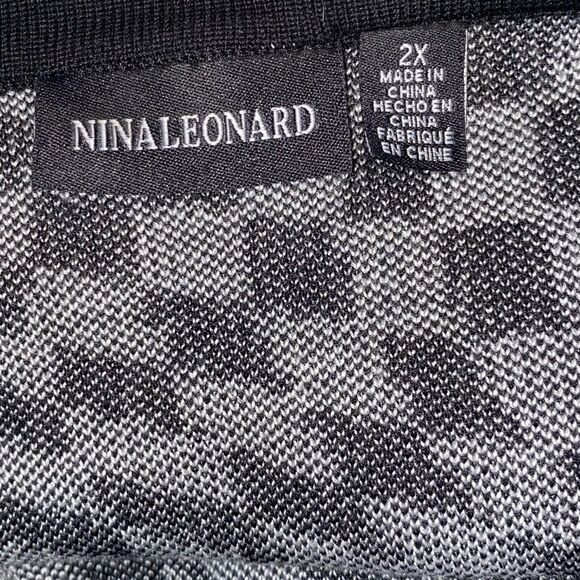 NINALEONARD
2X
MADE IN
CHINA
HECHO EN
CHINA
FABRIQUÉ
EN CHINE